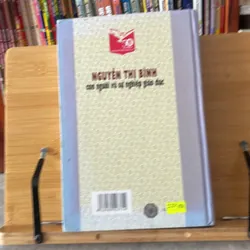 NGUYỄN THỊ BÌNH
con người và sự nghiệp giáo dục